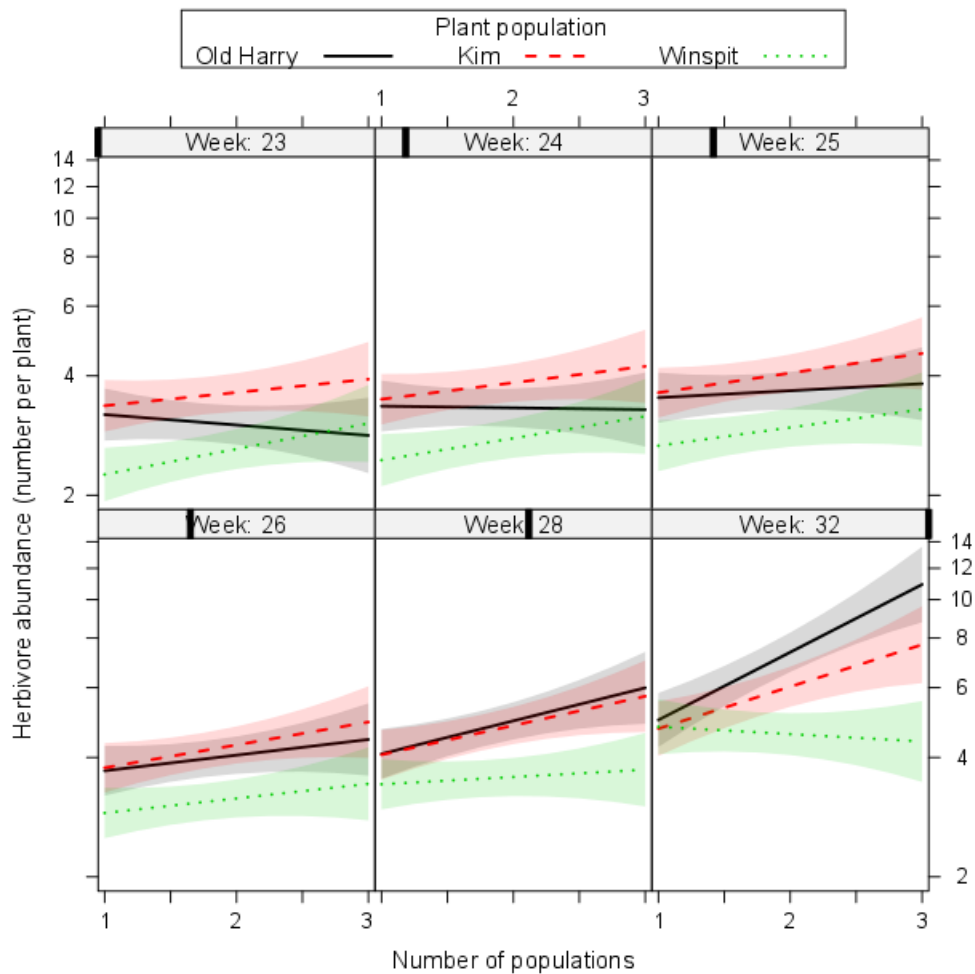 Plant population
Old Harry Kim Winspit
1 2 3
Week: 23 Week: 24 Week: 25
14
12
10
8
6
4
2
Herbivore abundance (number per plant)
Week: 26 Week: 28 Week: 32
14
12
10
8
6
4
2
1 2 3 1 2 3
Number of populations